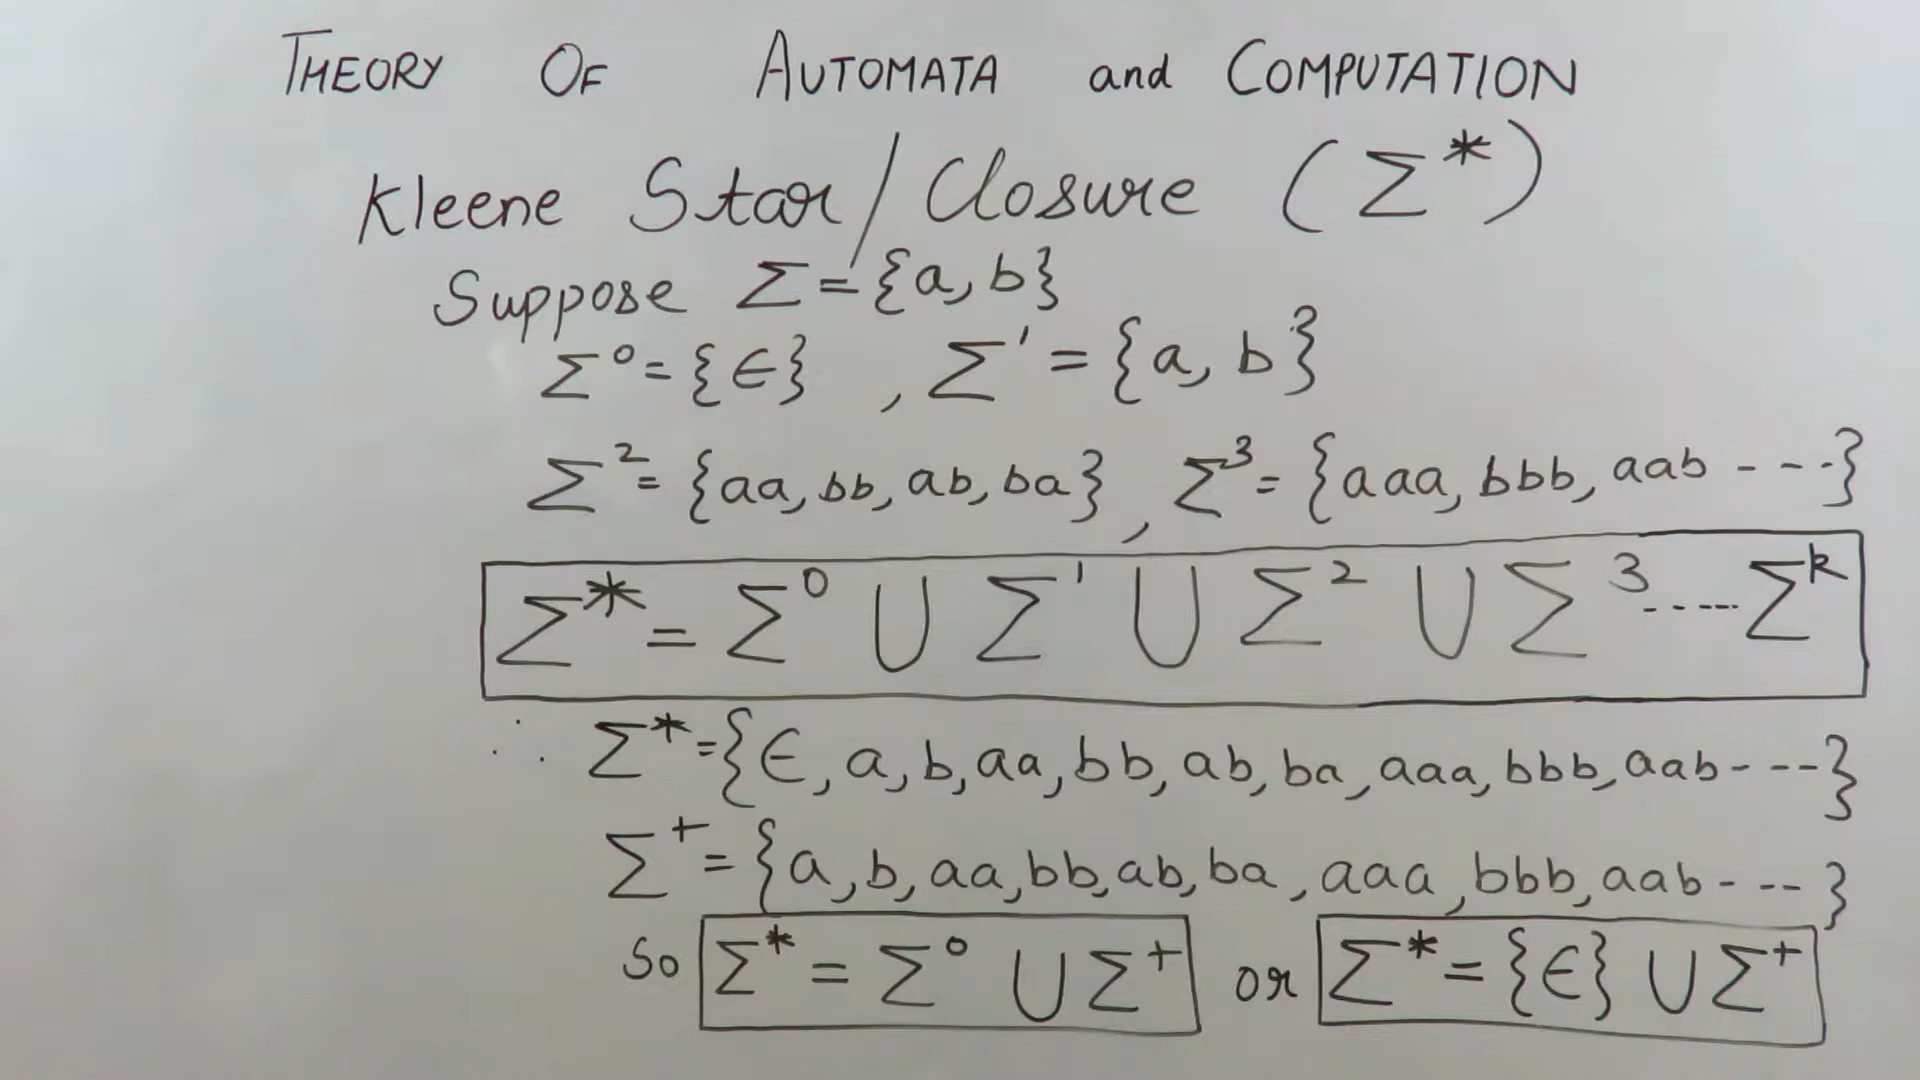 THEORY OF AUTOMATA and COMPUTATION
Kleene Star/Closure (Σ*)
Suppose Σ={a,b}
Σ⁰={∈} , Σ¹={a,b}
Σ²={aa,bb,ab,ba}, Σ³={aaa,bbb,aab ----}
Σ*=Σ⁰ ∪ Σ¹ ∪ Σ² ∪ Σ³.....Σᵏ
∴ Σ*={∈,a,b,aa,bb,ab,ba,aaa,bbb,aab----}
Σ⁺={a,b,aa,bb,ab,ba,aaa,bbb,aab----}
So Σ*=Σ⁰ ∪ Σ⁺ or Σ*={∈} ∪ Σ⁺